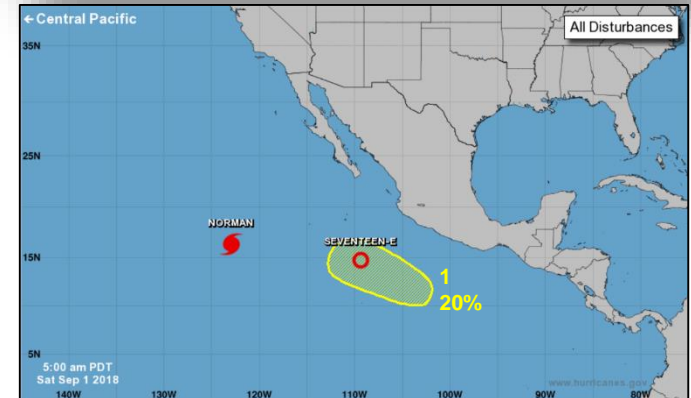 ←Central Pacific
All Disturbances
35N
25N
NORMAN
SEVENTEEN-E
15N
1
20%
5N
5:00 am PDT
Sat Sep 1 2018
www.hurricanes.gov
140W 130W 120W 110W 100W 90W 80W